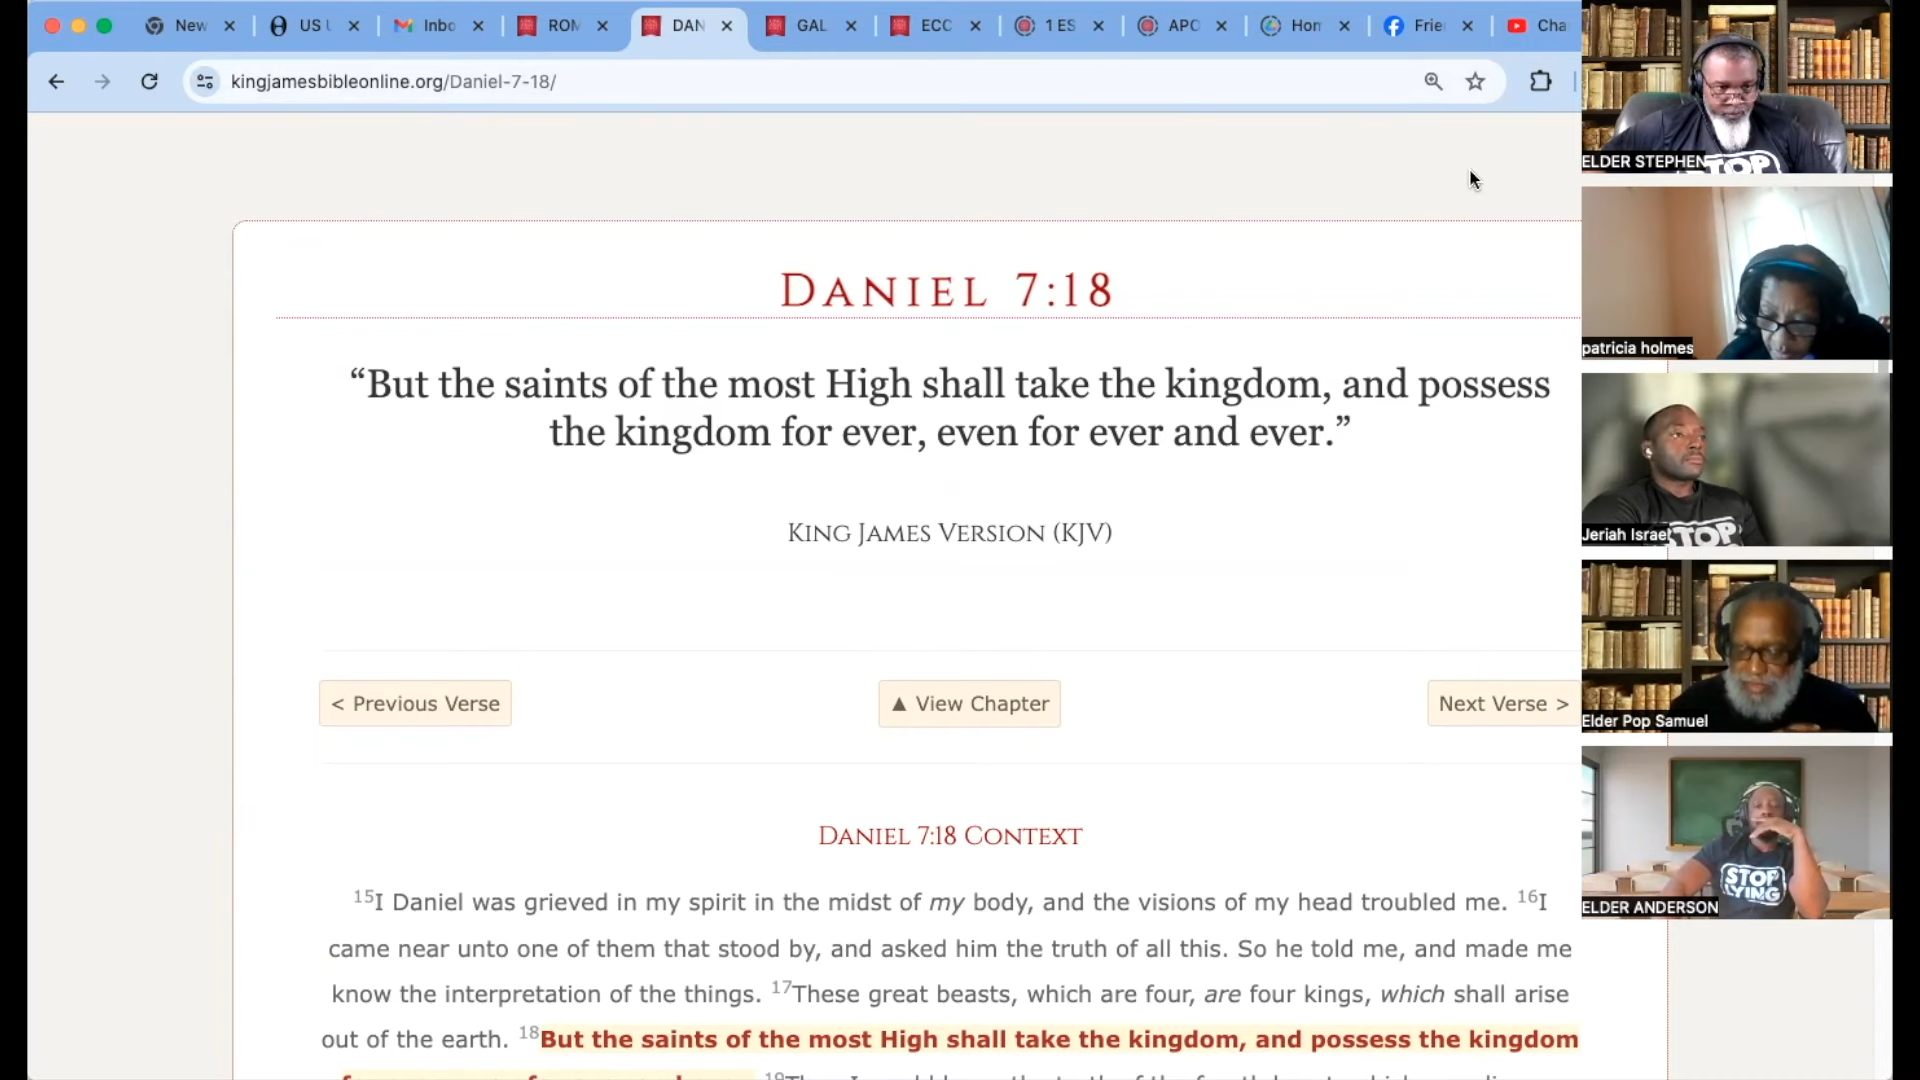 New
US U
Inbo
ROM
DAN
GAL
ECC
1 ES
APO
Hon
Frie
Cha
kingjamesbibleonline.org/Daniel-7-18/
DANIEL 7:18
“But the saints of the most High shall take the kingdom, and possess
the kingdom for ever, even for ever and ever.”
KING JAMES VERSION (KJV)
< Previous Verse
▲ View Chapter
Next Verse >
DANIEL 7:18 CONTEXT
15I Daniel was grieved in my spirit in the midst of my body, and the visions of my head troubled me. 16I
came near unto one of them that stood by, and asked him the truth of all this. So he told me, and made me
know the interpretation of the things. 17These great beasts, which are four, are four kings, which shall arise
out of the earth. 18But the saints of the most High shall take the kingdom, and possess the kingdom
ELDER STEPHEN
STOP
patricia holmes
Jeriah Israel
STOP
Elder Pop Samuel
STOP
LYING
ELDER ANDERSON